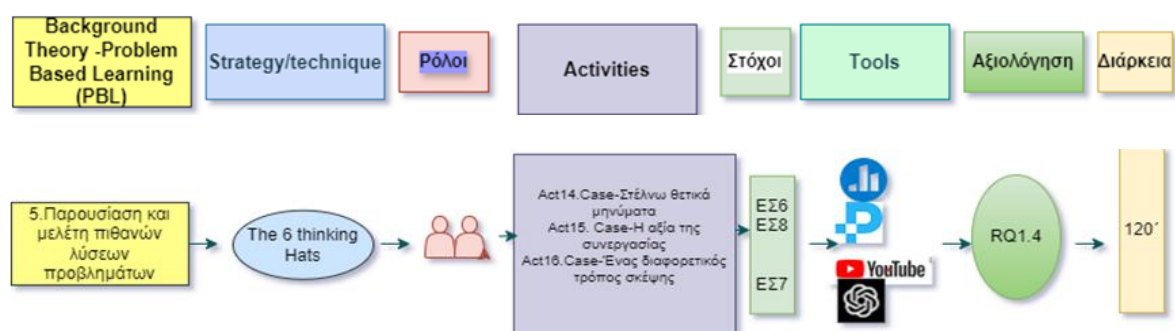 Background
Theory -Problem
Based Learning
(PBL)
Strategy/technique
Ρόλοι
Activities
Στόχοι
Tools
Αξιολόγηση
Διάρκεια
5.Παρουσίαση και
μελέτη πιθανών
λύσεων
προβλημάτων
The 6 thinking
Hats
Act14.Case-Στέλνω θετικά
μηνύματα
Act15. Case-Η αξία της
συνεργασίας
Act16.Case-Ένας διαφορετικός
τρόπος σκέψης
ΕΣ6
ΕΣ8
ΕΣ7
YouTube
RQ1.4
120΄